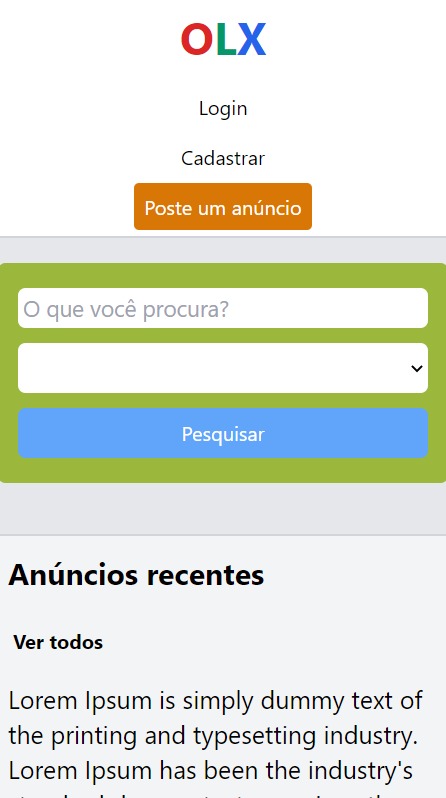 OLX
Login
Cadastrar
Poste um anúncio
O que você procura?
Pesquisar
Anúncios recentes
Ver todos
Lorem Ipsum is simply dummy text of
the printing and typesetting industry.
Lorem Ipsum has been the industry's